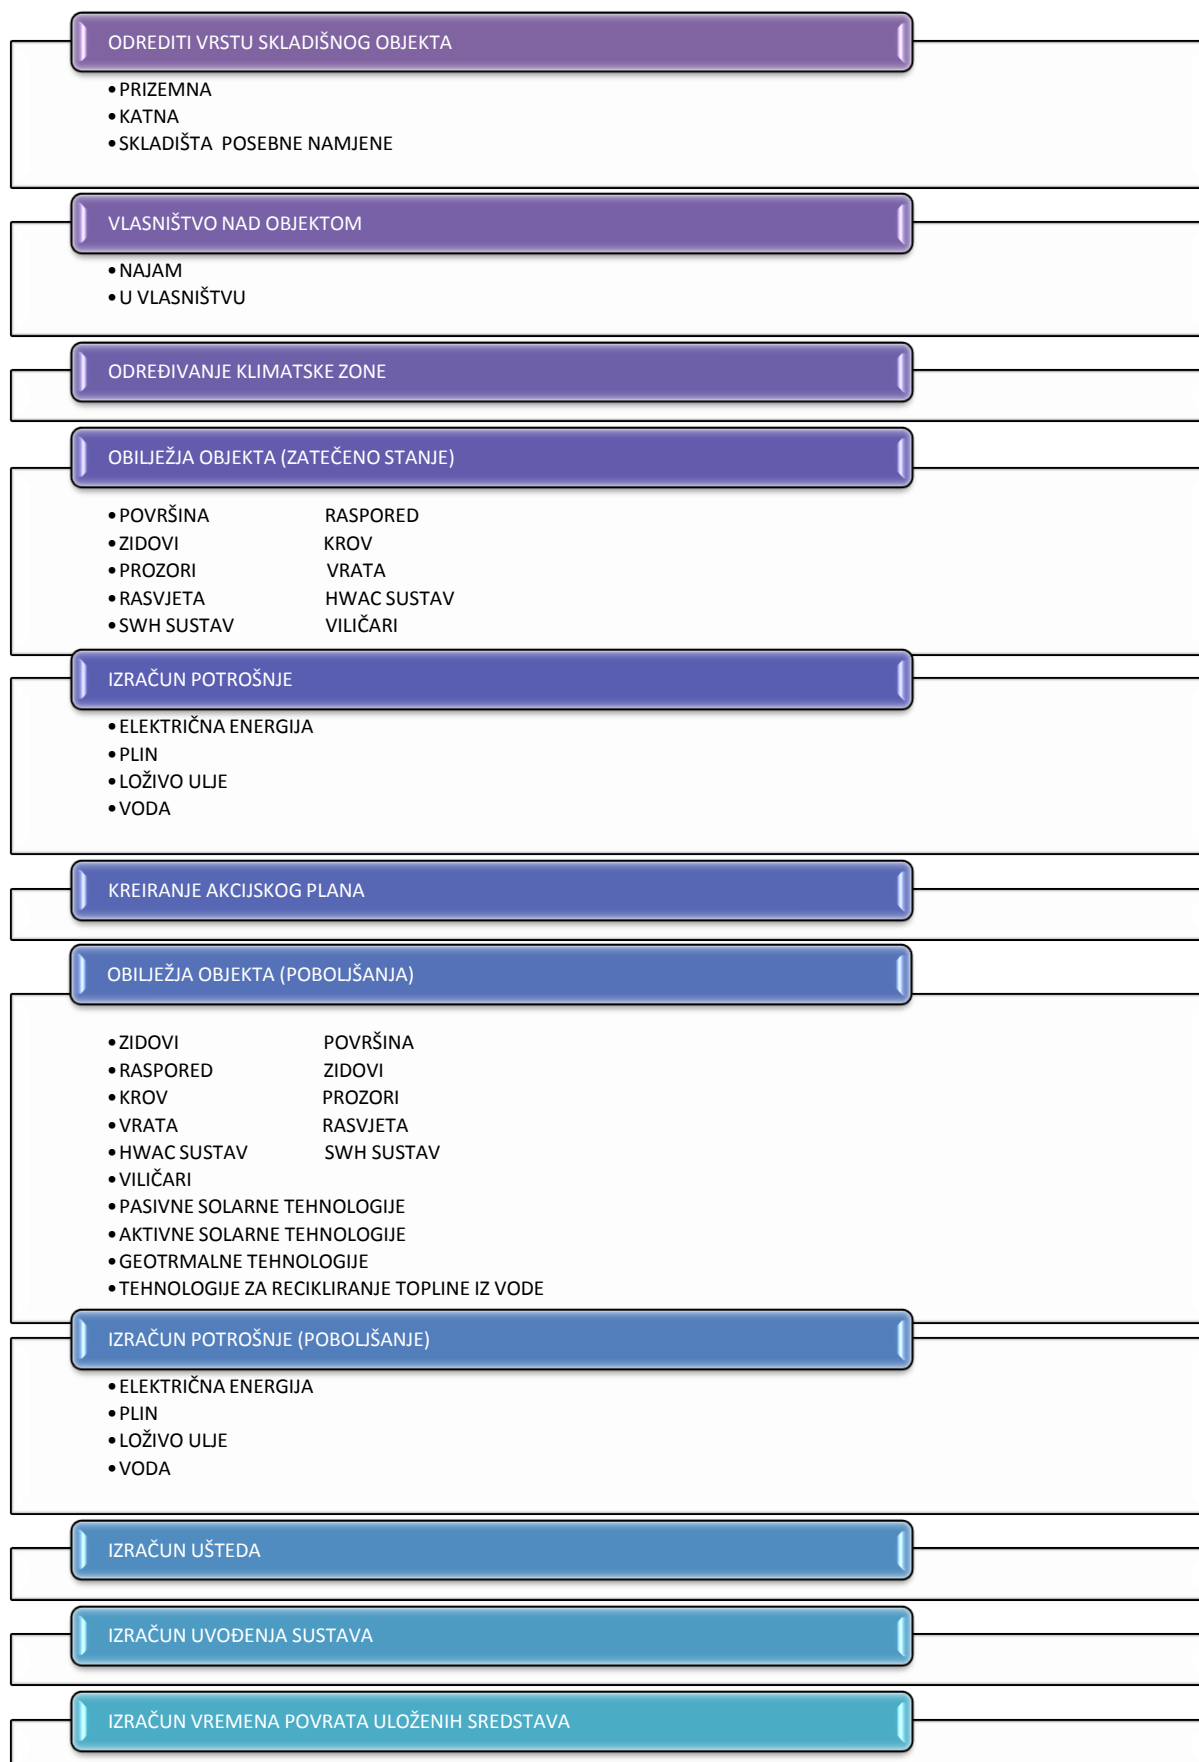 ODREDITI VRSTU SKLADIŠNOG OBJEKTA
•PRIZEMNA
•KATNA
•SKLADIŠTA POSEBNE NAMJENE
VLASNIŠTVO NAD OBJEKTOM
•NAJAM
•U VLASNIŠTVU
ODREĐIVANJE KLIMATSKE ZONE
OBILJEŽJA OBJEKTA (ZATEČENO STANJE)
•POVRŠINA RASPORED
•ZIDOVI KROV
•PROZORI VRATA
•RASVJETA HWAC SUSTAV
•SWH SUSTAV VILIČARI
IZRAČUN POTROŠNJE
•ELEKTRIČNA ENERGIJA
•PLIN
•LOŽIVO ULJE
•VODA
KREIRANJE AKCIJSKOG PLANA
OBILJEŽJA OBJEKTA (POBOLJŠANJA)
•ZIDOVI POVRŠINA
•RASPORED ZIDOVI
•KROV PROZORI
•VRATA RASVJETA
•HWAC SUSTAV SWH SUSTAV
•VILIČARI
•PASIVNE SOLARNE TEHNOLOGIJE
•AKTIVNE SOLARNE TEHNOLOGIJE
•GEOTRMALNE TEHNOLOGIJE
•TEHNOLOGIJE ZA RECIKLIRANJE TOPLINE IZ VODE
IZRAČUN POTROŠNJE (POBOLJŠANJE)
•ELEKTRIČNA ENERGIJA
•PLIN
•LOŽIVO ULJE
•VODA
IZRAČUN UŠTEDA
IZRAČUN UVOĐENJA SUSTAVA
IZRAČUN VREMENA POVRATA ULOŽENIH SREDSTAVA